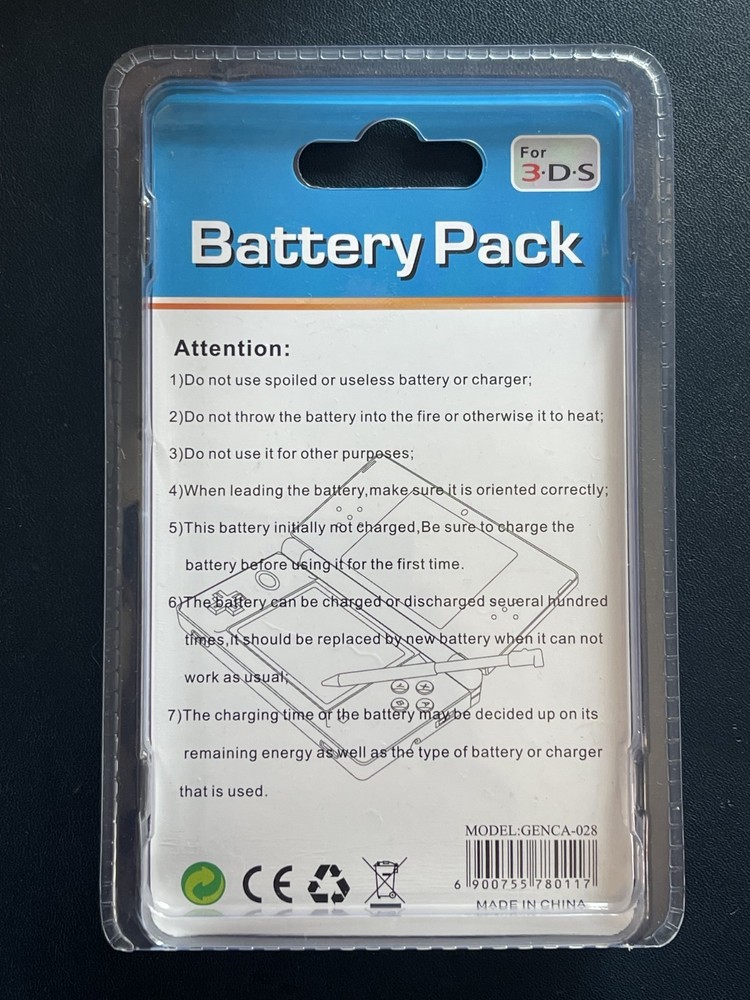 For
3·D·S
Battery Pack
Attention:
1)Do not use spoiled or useless battery or charger;
2)Do not throw the battery into the fire or otherwise it to heat;
3)Do not use it for other purposes;
4)When leading the battery,make sure it is oriented correctly;
5)This battery initially not charged,Be sure to charge the
battery before using it for the first time.
6)The battery can be charged or discharged several hundred
times,it should be replaced by new battery when it can not
work as usual;
7)The charging time or the battery may be decided up on its
remaining energy as well as the type of battery or charger
that is used.
Y X
B A
MODEL:GENCA-028
CE
6 900755 780117
MADE IN CHINA